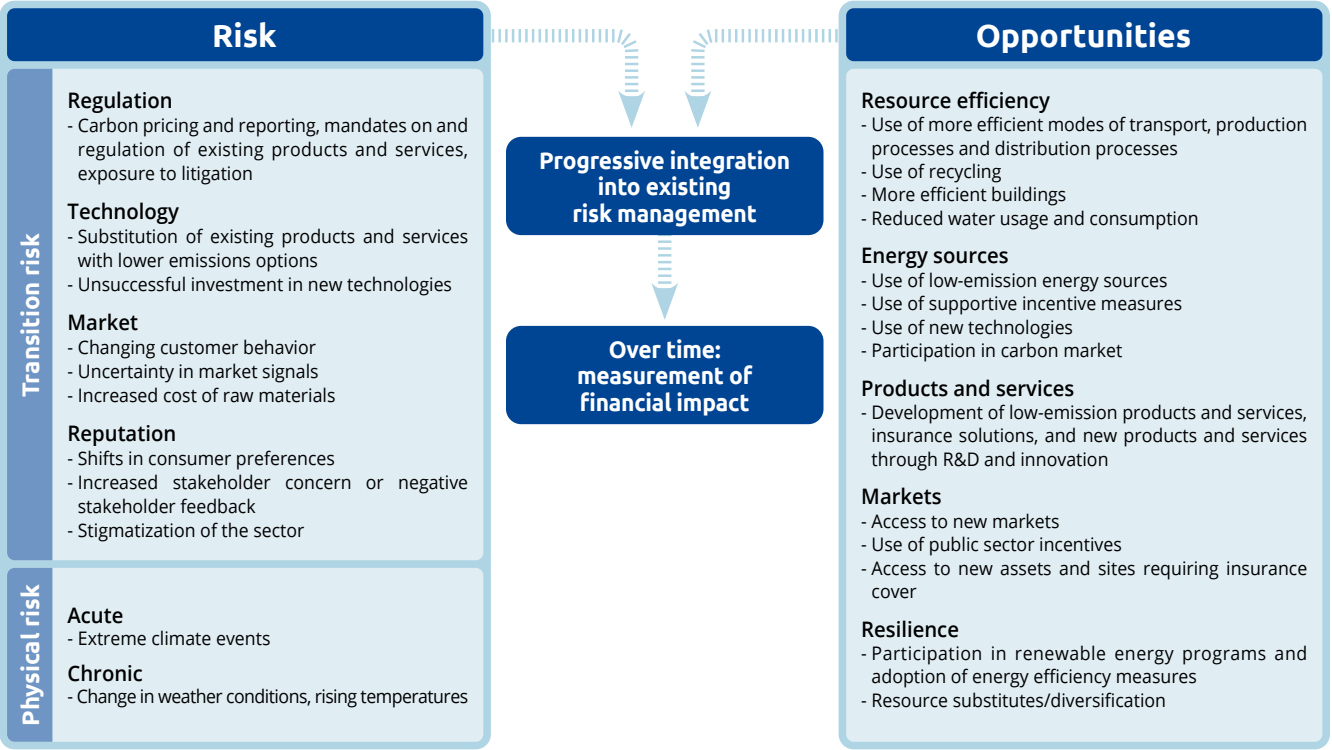 Risk
Transition risk
Regulation
- Carbon pricing and reporting, mandates on and
regulation of existing products and services,
exposure to litigation
Technology
- Substitution of existing products and services
with lower emissions options
- Unsuccessful investment in new technologies
Market
- Changing customer behavior
- Uncertainty in market signals
- Increased cost of raw materials
Reputation
- Shifts in consumer preferences
- Increased stakeholder concern or negative
stakeholder feedback
- Stigmatization of the sector
Physical risk
Acute
- Extreme climate events
Chronic
- Change in weather conditions, rising temperatures
Progressive integration
into existing
risk management
Over time:
measurement of
financial impact
Opportunities
Resource efficiency
- Use of more efficient modes of transport, production
processes and distribution processes
- Use of recycling
- More efficient buildings
- Reduced water usage and consumption
Energy sources
- Use of low-emission energy sources
- Use of supportive incentive measures
- Use of new technologies
- Participation in carbon market
Products and services
- Development of low-emission products and services,
insurance solutions, and new products and services
through R&D and innovation
Markets
- Access to new markets
- Use of public sector incentives
- Access to new assets and sites requiring insurance
cover
Resilience
- Participation in renewable energy programs and
adoption of energy efficiency measures
- Resource substitutes/diversification